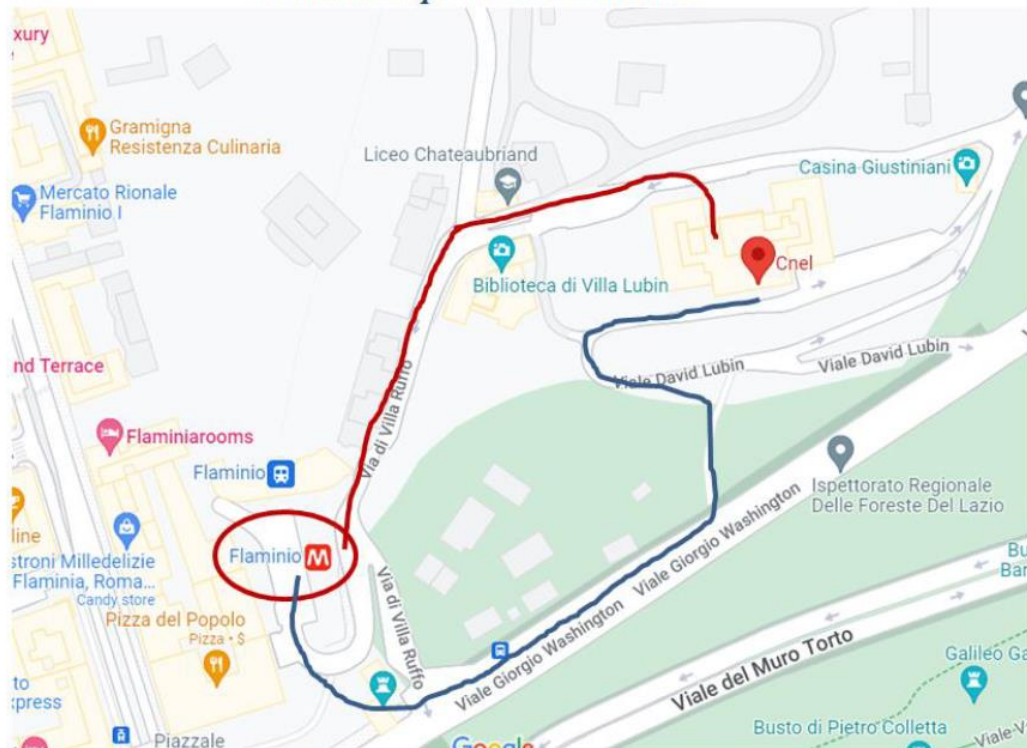 xury
Gramigna
Resistenza Culinaria
Liceo Chateaubriand
Casina Giustiniani
Mercato Rionale
Flaminio I
Cnel
Biblioteca di Villa Lubin
nd Terrace
Viale David Lubin
Viale David Lubin
Via di Villa Ruffo
Flaminiarooms
Flaminio
Ispettorato Regionale
Delle Foreste Del Lazio
line
Flaminio
M
Viale Giorgio Washington
stroni Milledelizie
Flaminia, Roma...
Candy store
Via di Villa Ruffo
Bu
Bar
Pizza del Popolo
Pizza • $
Viale Giorgio Washington
Viale del Muro Torto
Galileo Ga
to
xpress
Viale Giorgio Washington
Busto di Pietro Colletta
Viale V
Piazzale
Google